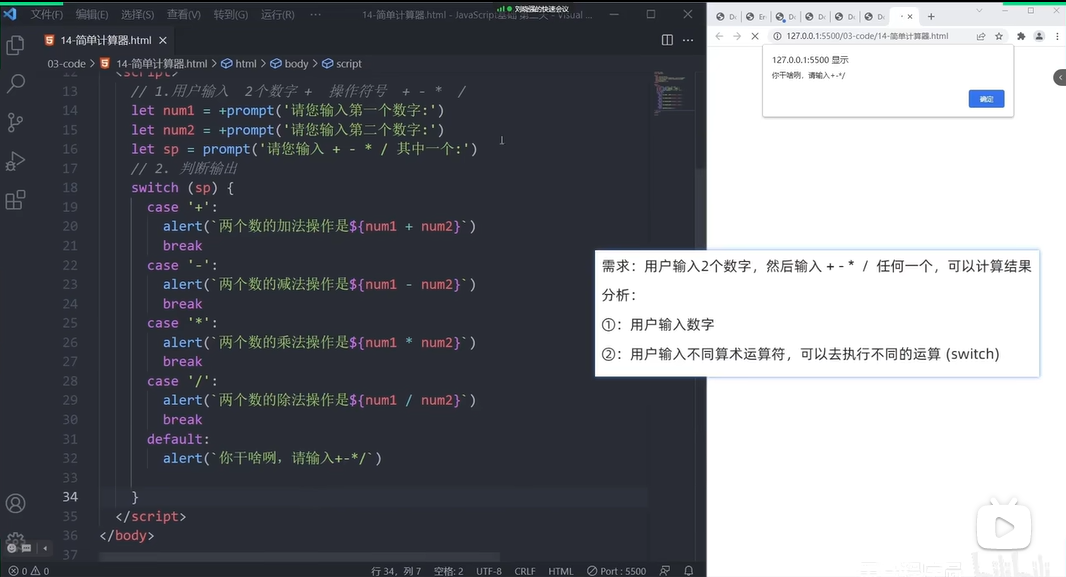 文件(F) 编辑(E) 选择(S) 查看(V) 转到(G) 运行(R) ··· 14-简单计算器.html - JavaScript基础 第二天 - Visual ...
刘晓强的快速会议
14-简单计算器.html
03-code > 14-简单计算器.html > html > body > script
12 <script>
13 // 1.用户输入 2个数字 + 操作符号 + - * /
14 let num1 = +prompt('请您输入第一个数字:')
15 let num2 = +prompt('请您输入第二个数字:')
16 let sp = prompt('请您输入 + - * / 其中一个:')
17 // 2. 判断输出
18 switch (sp) {
19 case '+':
20 alert(`两个数的加法操作是${num1 + num2}`)
21 break
22 case '-':
23 alert(`两个数的减法操作是${num1 - num2}`)
24 break
25 case '*':
26 alert(`两个数的乘法操作是${num1 * num2}`)
27 break
28 case '/':
29 alert(`两个数的除法操作是${num1 / num2}`)
30 break
31 default:
32 alert(`你干啥咧，请输入+-*/`)
33
34 }
35 </script>
36 </body>
37
0 0 行 34，列 7 空格: 2 UTF-8 CRLF HTML Port : 5500
127.0.0.1:5500/03-code/14-简单计算器.html
127.0.0.1:5500 显示
你干啥咧，请输入+-*/
确定
需求：用户输入2个数字，然后输入 + - * / 任何一个，可以计算结果
分析：
①：用户输入数字
②：用户输入不同算术运算符，可以去执行不同的运算 (switch)